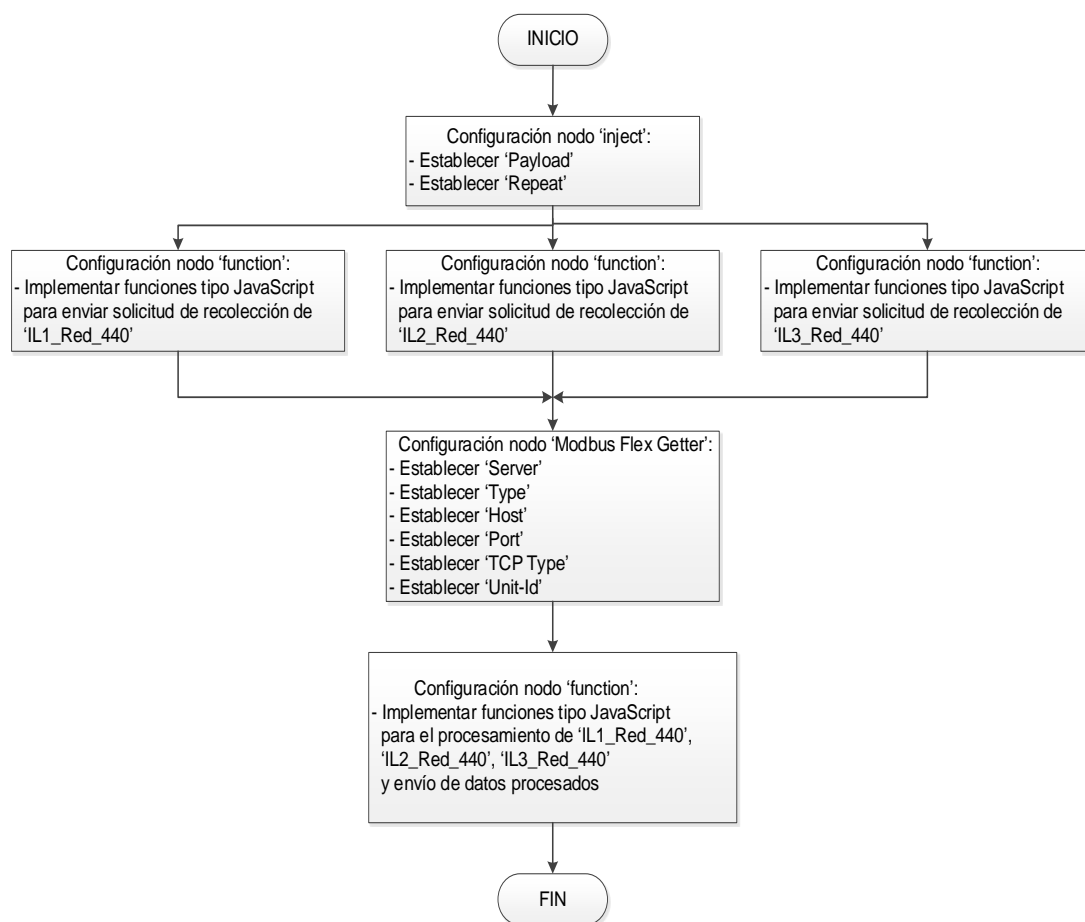 INICIO
Configuración nodo ‘inject’:
- Establecer ‘Payload’
- Establecer ‘Repeat’
Configuración nodo ‘function’:
- Implementar funciones tipo JavaScript
para enviar solicitud de recolección de
‘IL1_Red_440’
Configuración nodo ‘function’:
- Implementar funciones tipo JavaScript
para enviar solicitud de recolección de
‘IL2_Red_440’
Configuración nodo ‘function’:
- Implementar funciones tipo JavaScript
para enviar solicitud de recolección de
‘IL3_Red_440’
Configuración nodo ‘Modbus Flex Getter’:
- Establecer ‘Server’
- Establecer ‘Type’
- Establecer ‘Host’
- Establecer ‘Port’
- Establecer ‘TCP Type’
- Establecer ‘Unit-Id’
Configuración nodo ‘function’:
- Implementar funciones tipo JavaScript
para el procesamiento de ‘IL1_Red_440’,
‘IL2_Red_440’, ‘IL3_Red_440’
y envío de datos procesados
FIN